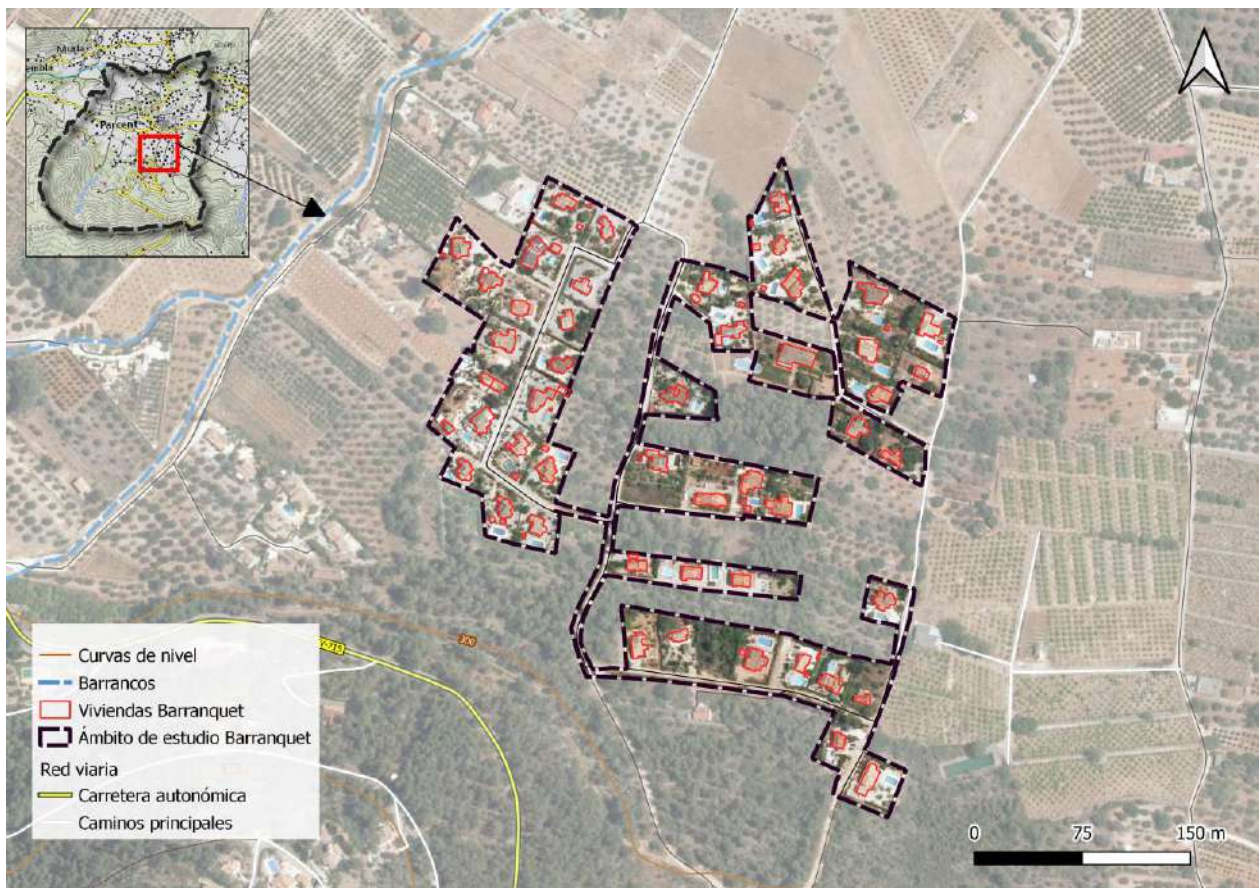 Murla
Parcent
300
Curvas de nivel
Barrancos
Viviendas Barranquet
Ámbito de estudio Barranquet
Red viaria
Carretera autonómica
Caminos principales
0 75 150 m